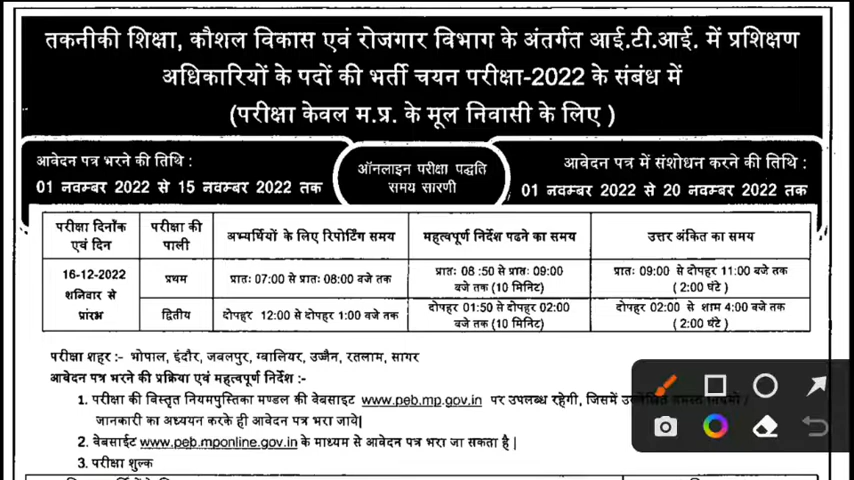 तकनीकी शिक्षा, कौशल विकास एवं रोजगार विभाग के अंतर्गत आई.टी.आई. में प्रशिक्षण
अधिकारियों के पदों की भर्ती चयन परीक्षा-2022 के संबंध में
(परीक्षा केवल म.प्र. के मूल निवासी के लिए )
आवेदन पत्र भरने की तिथि :
01 नवम्बर 2022 से 15 नवम्बर 2022 तक
ऑनलाइन परीक्षा पद्धति
समय सारणी
आवेदन पत्र में संशोधन करने की तिथि :
01 नवम्बर 2022 से 20 नवम्बर 2022 तक
परीक्षा दिनाँक एवं दिन | परीक्षा की पाली | अभ्यर्थियों के लिए रिपोर्टिंग समय | महत्वपूर्ण निर्देश पढने का समय | उत्तर अंकित का समय
16-12-2022 शनिवार से प्रांरभ | प्रथम | प्रातः 07:00 से प्रातः 08:00 बजे तक | प्रातः 08 :50 से प्रातः 09:00 बजे तक (10 मिनिट) | प्रातः 09:00 से दोपहर 11:00 बजे तक (2:00 घंटे )
द्वितीय | दोपहर 12:00 से दोपहर 1:00 बजे तक | दोपहर 01:50 से दोपहर 02:00 बजे तक (10 मिनिट) | दोपहर 02:00 से शाम 4:00 बजे तक (2:00 घंटे )
परीक्षा शहर :- भोपाल, इंदौर, जबलपुर, ग्वालियर, उज्जैन, रतलाम, सागर
आवेदन पत्र भरने की प्रक्रिया एवं महत्वपूर्ण निर्देश :-
1. परीक्षा की विस्तृत नियमपुस्तिका मण्डल की वेबसाइट www.peb.mp.gov.in पर उपलब्ध रहेगी, जिसमें
जानकारी का अध्ययन करके ही आवेदन पत्र भरा जाये|
2. वेबसाईट www.peb.mponline.gov.in के माध्यम से आवेदन पत्र भरा जा सकता है |
3. परीक्षा शुल्क